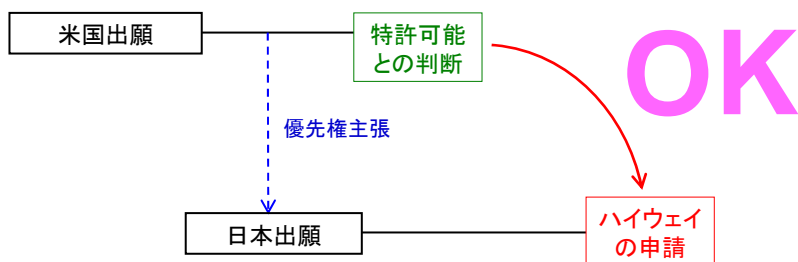 米国出願
特許可能
との判断
OK
優先権主張
日本出願
ハイウェイ
の申請